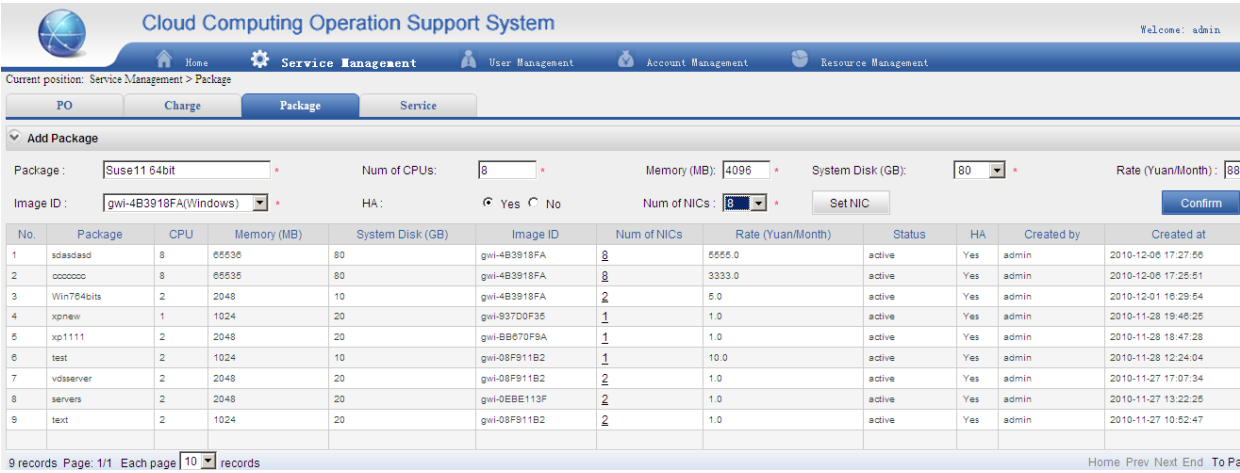 Cloud Computing Operation Support System
Welcome: admin
Home Service Management User Management Account Management Resource Management
Current position: Service Management > Package
PO Charge Package Service
Add Package
Package : Suse11 64bit * Num of CPUs: 8 * Memory (MB): 4096 * System Disk (GB): 80 * Rate (Yuan/Month) : 88
Image ID : gwi-4B3918FA(Windows) * HA : Yes No Num of NICs : 8 * Set NIC Confirm
No. Package CPU Memory (MB) System Disk (GB) Image ID Num of NICs Rate (Yuan/Month) Status HA Created by Created at
1 sdasdasd 8 65536 80 gwi-4B3918FA 8 5555.0 active Yes admin 2010-12-06 17:27:56
2 ccccccc 8 65535 80 gwi-4B3918FA 8 3333.0 active Yes admin 2010-12-06 17:25:51
3 Win764bits 2 2048 10 gwi-4B3918FA 2 5.0 active Yes admin 2010-12-01 16:29:54
4 xpnew 1 1024 20 gwi-937D0F35 1 1.0 active Yes admin 2010-11-28 19:46:25
5 xp1111 2 2048 20 gwi-BB670F9A 1 1.0 active Yes admin 2010-11-28 18:47:28
6 test 2 1024 10 gwi-08F911B2 1 10.0 active Yes admin 2010-11-28 12:24:04
7 vdsserver 2 2048 20 gwi-08F911B2 2 1.0 active Yes admin 2010-11-27 17:07:34
8 servers 2 2048 20 gwi-0EBE113F 2 1.0 active Yes admin 2010-11-27 13:22:25
9 text 2 1024 20 gwi-08F911B2 2 1.0 active Yes admin 2010-11-27 10:52:47
9 records Page: 1/1 Each page 10 records Home Prev Next End To Pa